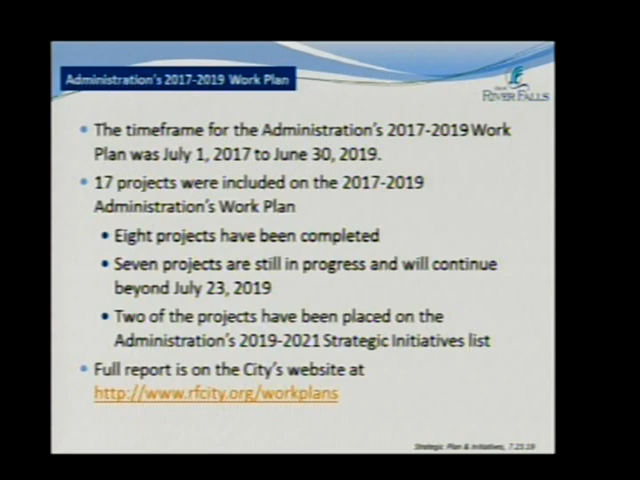 Administration's 2017-2019 Work Plan
RIVER FALLS
• The timeframe for the Administration's 2017-2019 Work
Plan was July 1, 2017 to June 30, 2019.
• 17 projects were included on the 2017-2019
Administration's Work Plan
• Eight projects have been completed
• Seven projects are still in progress and will continue
beyond July 23, 2019
• Two of the projects have been placed on the
Administration's 2019-2021 Strategic Initiatives list
• Full report is on the City's website at
http://www.rfcity.org/workplans
Strategic Plan & Initiatives, 7.23.19